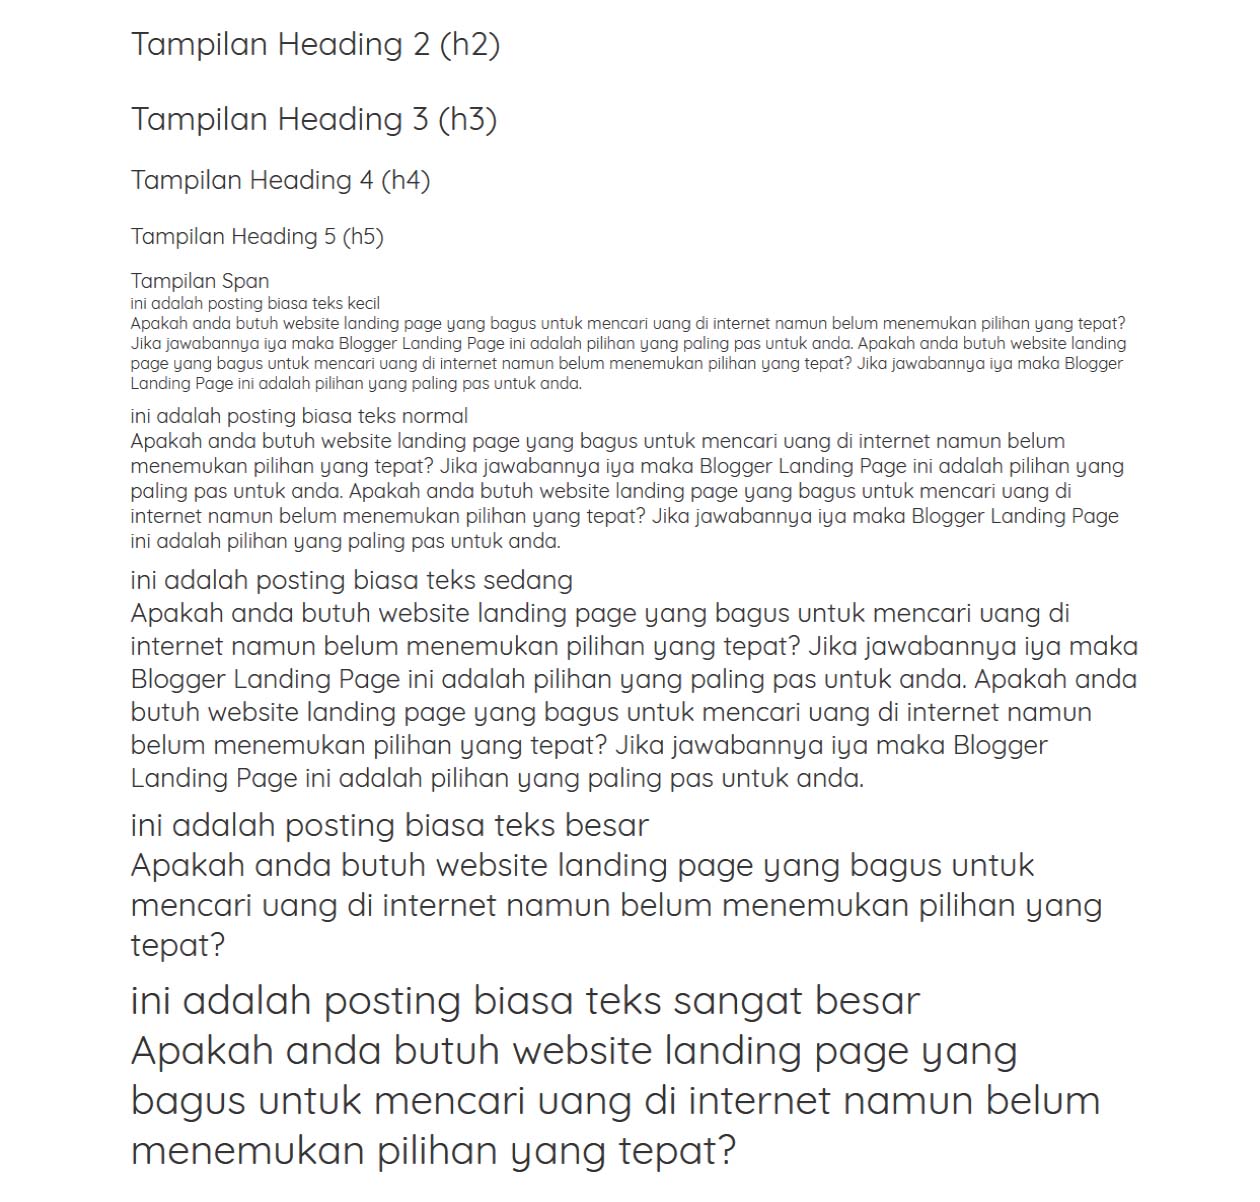 Tampilan Heading 2 (h2)
Tampilan Heading 3 (h3)
Tampilan Heading 4 (h4)
Tampilan Heading 5 (h5)
Tampilan Span
ini adalah posting biasa teks kecil
Apakah anda butuh website landing page yang bagus untuk mencari uang di internet namun belum menemukan pilihan yang tepat?
Jika jawabannya iya maka Blogger Landing Page ini adalah pilihan yang paling pas untuk anda. Apakah anda butuh website landing
page yang bagus untuk mencari uang di internet namun belum menemukan pilihan yang tepat? Jika jawabannya iya maka Blogger
Landing Page ini adalah pilihan yang paling pas untuk anda.
ini adalah posting biasa teks normal
Apakah anda butuh website landing page yang bagus untuk mencari uang di internet namun belum
menemukan pilihan yang tepat? Jika jawabannya iya maka Blogger Landing Page ini adalah pilihan yang
paling pas untuk anda. Apakah anda butuh website landing page yang bagus untuk mencari uang di
internet namun belum menemukan pilihan yang tepat? Jika jawabannya iya maka Blogger Landing Page
ini adalah pilihan yang paling pas untuk anda.
ini adalah posting biasa teks sedang
Apakah anda butuh website landing page yang bagus untuk mencari uang di
internet namun belum menemukan pilihan yang tepat? Jika jawabannya iya maka
Blogger Landing Page ini adalah pilihan yang paling pas untuk anda. Apakah anda
butuh website landing page yang bagus untuk mencari uang di internet namun
belum menemukan pilihan yang tepat? Jika jawabannya iya maka Blogger
Landing Page ini adalah pilihan yang paling pas untuk anda.
ini adalah posting biasa teks besar
Apakah anda butuh website landing page yang bagus untuk
mencari uang di internet namun belum menemukan pilihan yang
tepat?
ini adalah posting biasa teks sangat besar
Apakah anda butuh website landing page yang
bagus untuk mencari uang di internet namun belum
menemukan pilihan yang tepat?